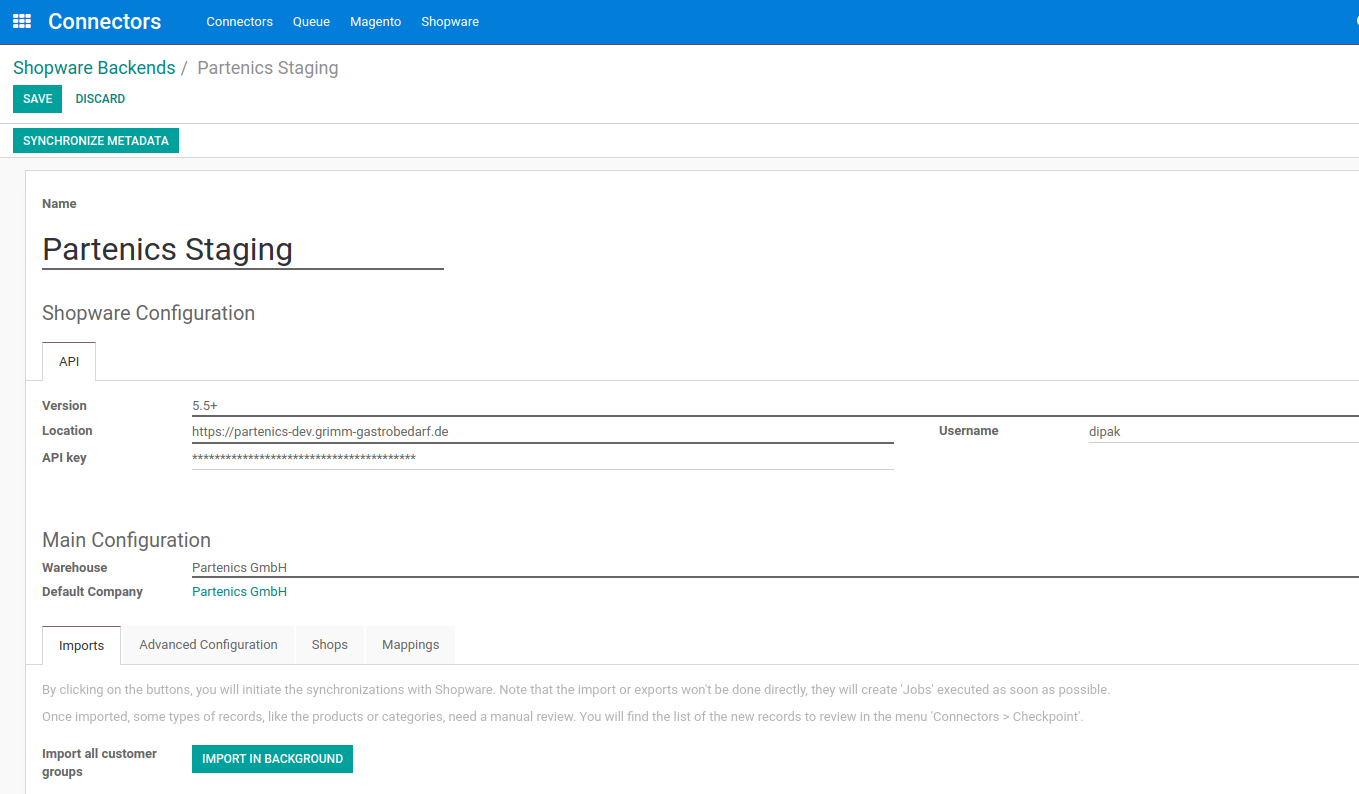 Connectors Connectors Queue Magento Shopware
Shopware Backends / Partenics Staging
SAVE DISCARD
SYNCHRONIZE METADATA
Name
Partenics Staging
Shopware Configuration
API
Version 5.5+
Location https://partenics-dev.grimm-gastrobedarf.de Username dipak
API key ****************************************
Main Configuration
Warehouse Partenics GmbH
Default Company Partenics GmbH
Imports Advanced Configuration Shops Mappings
By clicking on the buttons, you will initiate the synchronizations with Shopware. Note that the import or exports won't be done directly, they will create 'Jobs' executed as soon as possible.
Once imported, some types of records, like the products or categories, need a manual review. You will find the list of the new records to review in the menu 'Connectors > Checkpoint'.
Import all customer IMPORT IN BACKGROUND
groups